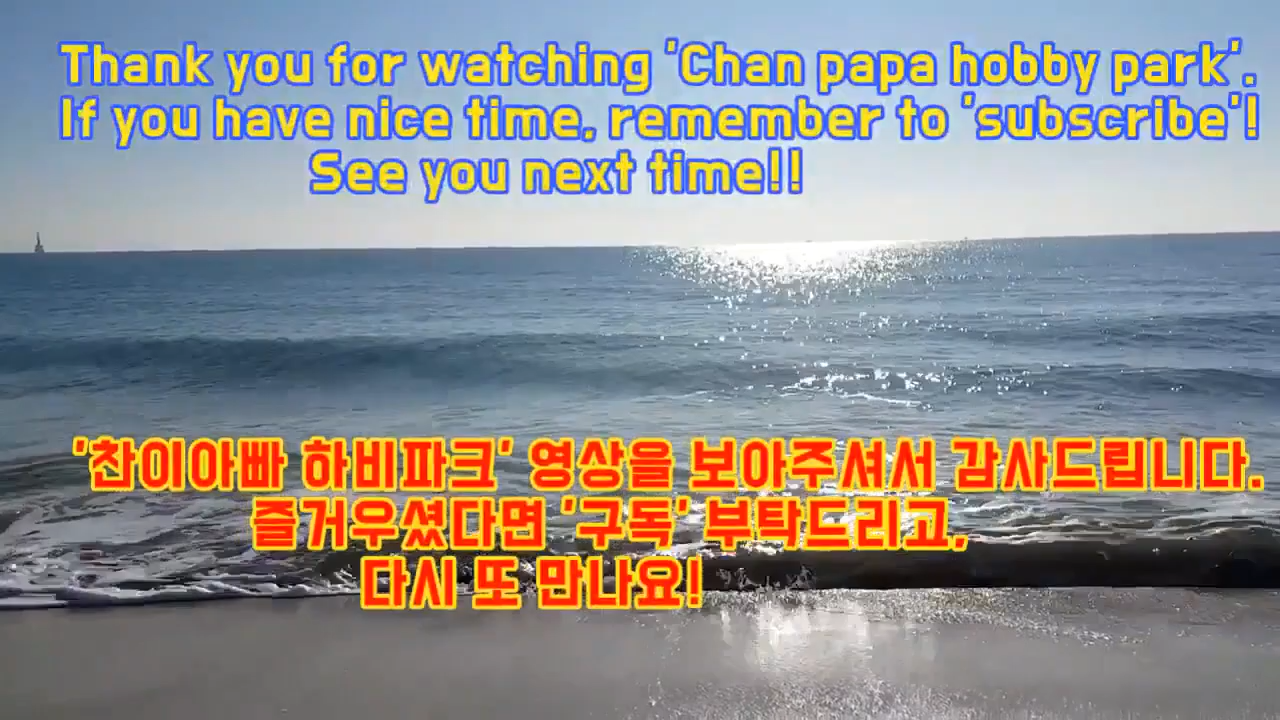 Thank you for watching 'Chan papa hobby park'.
If you have nice time, remember to 'subscribe'!
See you next time!!
'찬이아빠 하비파크' 영상을 보아주셔서 감사드립니다.
즐거우셨다면 '구독' 부탁드리고,
다시 또 만나요!